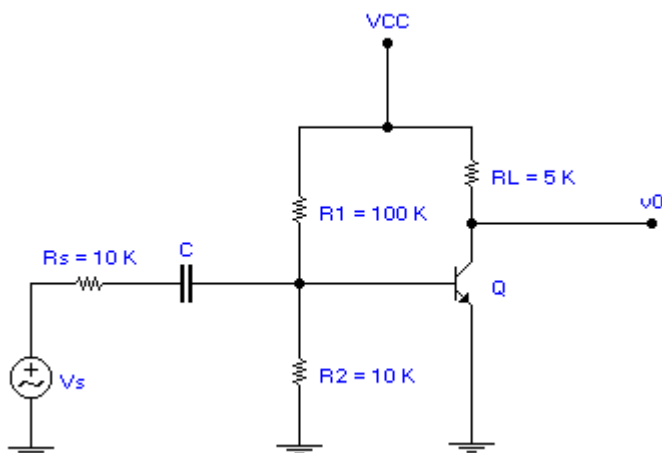 VCC
RL = 5 K
v0
R1 = 100 K
C
Rs = 10 K
Q
R2 = 10 K
Vs